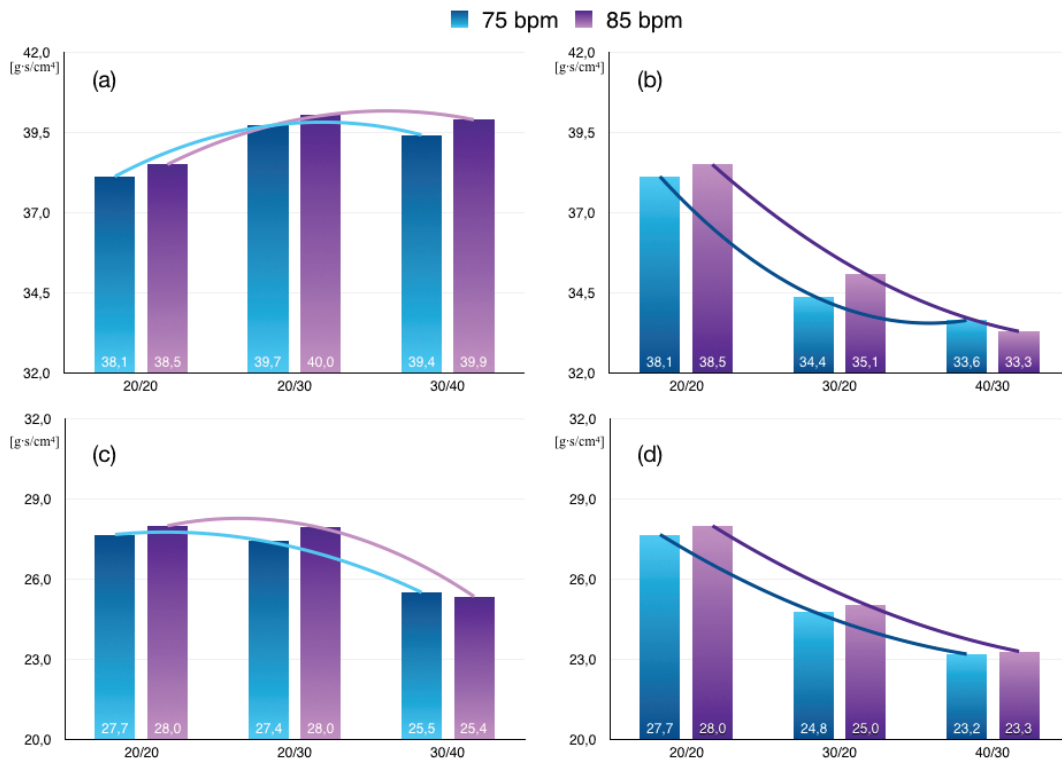 75 bpm 85 bpm
42,0
[g·s/cm⁴]
(a)
39,5
37,0
34,5
32,0
38,1 38,5 39,7 40,0 39,4 39,9
20/20 20/30 30/40
42,0
[g·s/cm⁴]
(b)
39,5
37,0
34,5
32,0
38,1 38,5 34,4 35,1 33,6 33,3
20/20 30/20 40/30
32,0
[g·s/cm⁴]
(c)
29,0
26,0
23,0
20,0
27,7 28,0 27,4 28,0 25,5 25,4
20/20 20/30 30/40
32,0
[g·s/cm⁴]
(d)
29,0
26,0
23,0
20,0
27,7 28,0 24,8 25,0 23,2 23,3
20/20 30/20 40/30